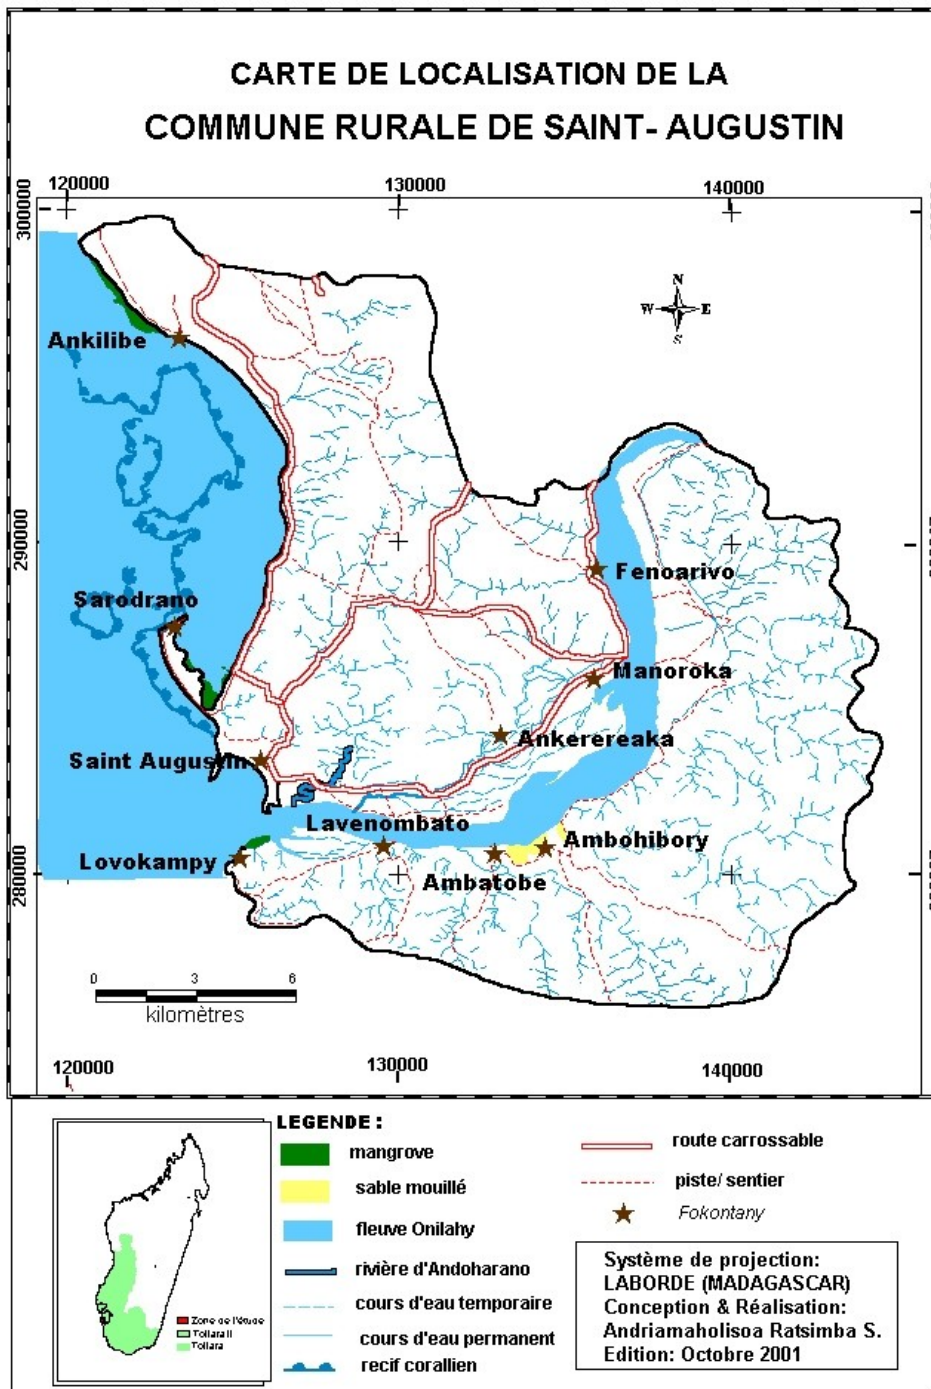 CARTE DE LOCALISATION DE LA
COMMUNE RURALE DE SAINT- AUGUSTIN
120000
130000
140000
300000
N
W
E
S
Ankilibe
290000
Fenoarivo
Sarodrano
Manoroka
Ankerereaka
Saint Augustin
Lavenombato
Ambohibory
Lovokampy
Ambatobe
280000
0
3
6
kilomètres
120000
130000
140000
LEGENDE :
mangrove
sable mouillé
fleuve Onilahy
rivière d'Andoharano
cours d'eau temporaire
cours d'eau permanent
recif corallien
route carrossable
piste/ sentier
Fokontany
Zone de l'étude
Toliara II
Toliara
Système de projection:
LABORDE (MADAGASCAR)
Conception & Réalisation:
Andriamaholisoa Ratsimba S.
Edition: Octobre 2001